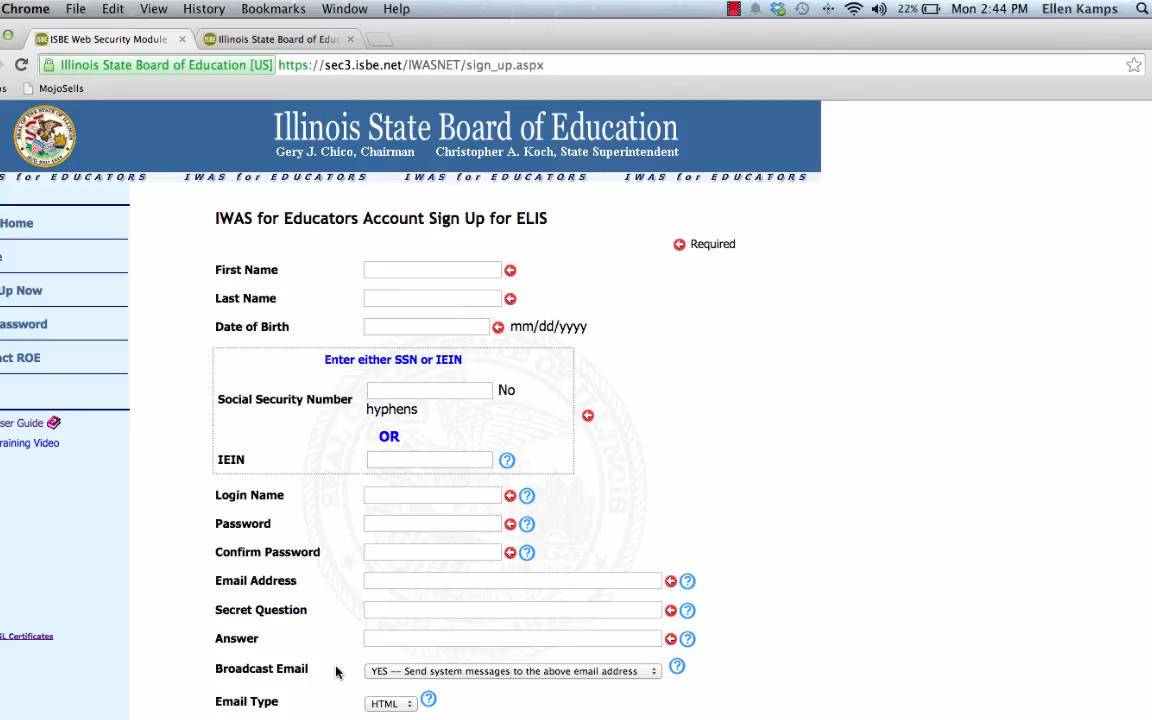 Chrome File Edit View History Bookmarks Window Help 22% Mon 2:44 PM Ellen Kamps
ISBE Web Security Module × Illinois State Board of Edu ×
Illinois State Board of Education [US] https://sec3.isbe.net/IWASNET/sign_up.aspx
MojoSells
Illinois State Board of Education
Gery J. Chico, Chairman Christopher A. Koch, State Superintendent
s for EDUCATORS IWAS for EDUCATORS IWAS for EDUCATORS IWAS for EDUCATORS
Home
e
Up Now
assword
act ROE
ser Guide
raining Video
SL Certificates
IWAS for Educators Account Sign Up for ELIS
Required
First Name
Last Name
Date of Birth mm/dd/yyyy
Enter either SSN or IEIN
Social Security Number No
hyphens
OR
IEIN ?
Login Name ?
Password ?
Confirm Password ?
Email Address ?
Secret Question ?
Answer ?
Broadcast Email YES -- Send system messages to the above email address ?
Email Type HTML ?